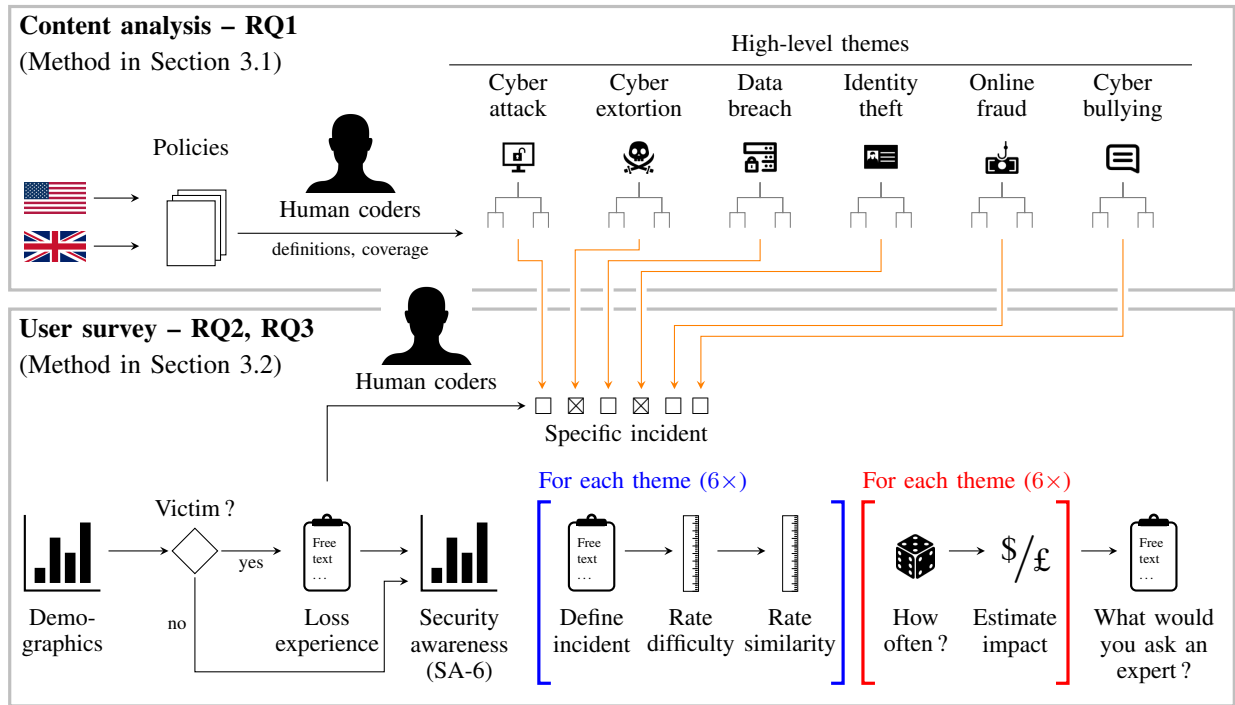 Content analysis – RQ1
(Method in Section 3.1)
High-level themes
Cyber
attack
Cyber
extortion
Data
breach
Identity
theft
Online
fraud
Cyber
bullying
Policies
Human coders
definitions, coverage
User survey – RQ2, RQ3
(Method in Section 3.2)
Human coders
Specific incident
For each theme (6×)
For each theme (6×)
Victim ?
yes
no
Free
text
...
Free
text
...
$/£
Free
text
...
Demo-
graphics
Loss
experience
Security
awareness
(SA-6)
Define
incident
Rate
difficulty
Rate
similarity
How
often ?
Estimate
impact
What would
you ask an
expert ?